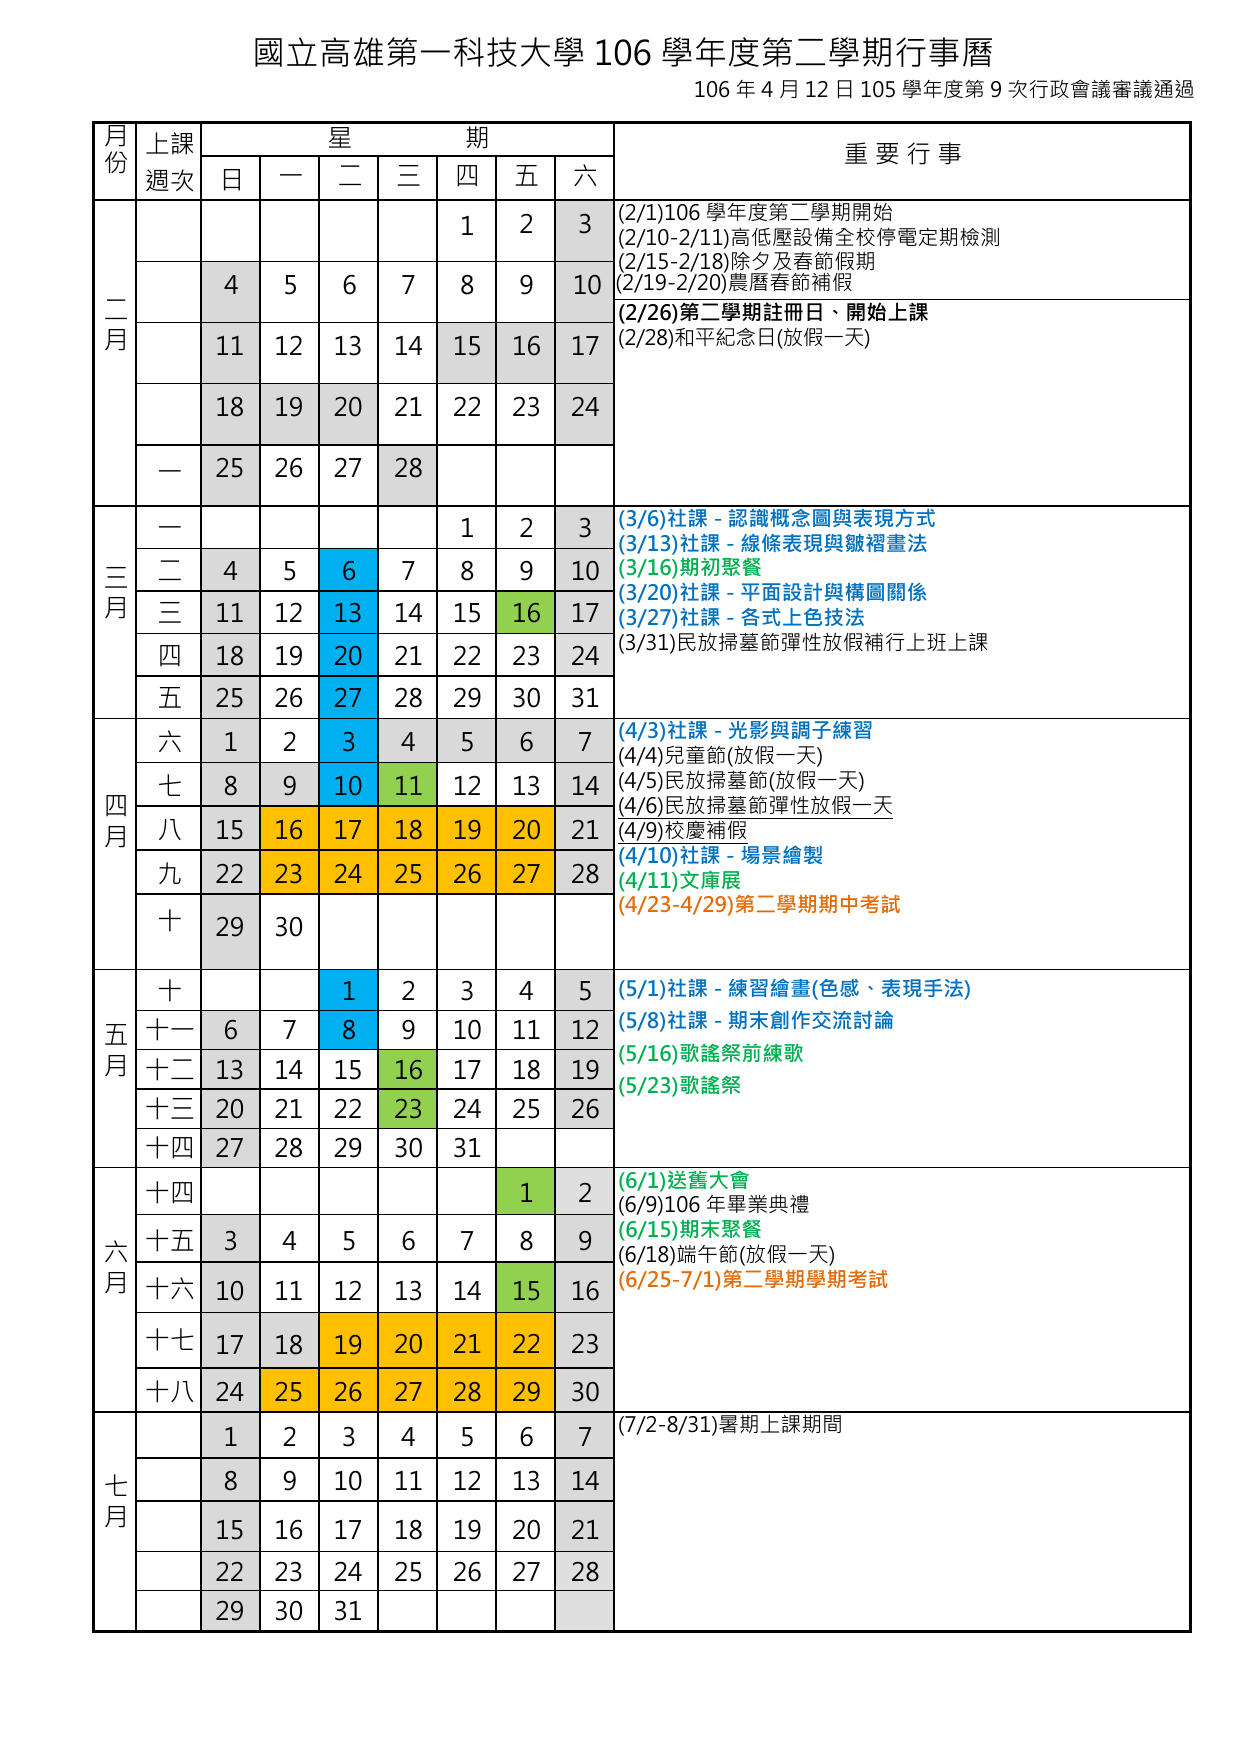 國立高雄第一科技大學 106 學年度第二學期行事曆
106 年 4 月 12 日 105 學年度第 9 次行政會議審議通過
月份 上課週次 星 期 重 要 行 事
日 一 二 三 四 五 六
二月
1 2 3
4 5 6 7 8 9 10
11 12 13 14 15 16 17
18 19 20 21 22 23 24
一 25 26 27 28
(2/1)106 學年度第二學期開始
(2/10-2/11)高低壓設備全校停電定期檢測
(2/15-2/18)除夕及春節假期
(2/19-2/20)農曆春節補假
(2/26)第二學期註冊日、開始上課
(2/28)和平紀念日(放假一天)
三月
一 1 2 3
二 4 5 6 7 8 9 10
三 11 12 13 14 15 16 17
四 18 19 20 21 22 23 24
五 25 26 27 28 29 30 31
(3/6)社課 - 認識概念圖與表現方式
(3/13)社課 - 線條表現與皺褶畫法
(3/16)期初聚餐
(3/20)社課 - 平面設計與構圖關係
(3/27)社課 - 各式上色技法
(3/31)民放掃墓節彈性放假補行上班上課
四月
六 1 2 3 4 5 6 7
七 8 9 10 11 12 13 14
八 15 16 17 18 19 20 21
九 22 23 24 25 26 27 28
十 29 30
(4/3)社課 - 光影與調子練習
(4/4)兒童節(放假一天)
(4/5)民放掃墓節(放假一天)
(4/6)民放掃墓節彈性放假一天
(4/9)校慶補假
(4/10)社課 - 場景繪製
(4/11)文庫展
(4/23-4/29)第二學期期中考試
五月
十 1 2 3 4 5
十一 6 7 8 9 10 11 12
十二 13 14 15 16 17 18 19
十三 20 21 22 23 24 25 26
十四 27 28 29 30 31
(5/1)社課 - 練習繪畫(色感、表現手法)
(5/8)社課 - 期末創作交流討論
(5/16)歌謠祭前練歌
(5/23)歌謠祭
六月
十四 1 2
十五 3 4 5 6 7 8 9
十六 10 11 12 13 14 15 16
十七 17 18 19 20 21 22 23
十八 24 25 26 27 28 29 30
(6/1)送舊大會
(6/9)106 年畢業典禮
(6/15)期末聚餐
(6/18)端午節(放假一天)
(6/25-7/1)第二學期學期考試
七月
1 2 3 4 5 6 7
8 9 10 11 12 13 14
15 16 17 18 19 20 21
22 23 24 25 26 27 28
29 30 31
(7/2-8/31)暑期上課期間